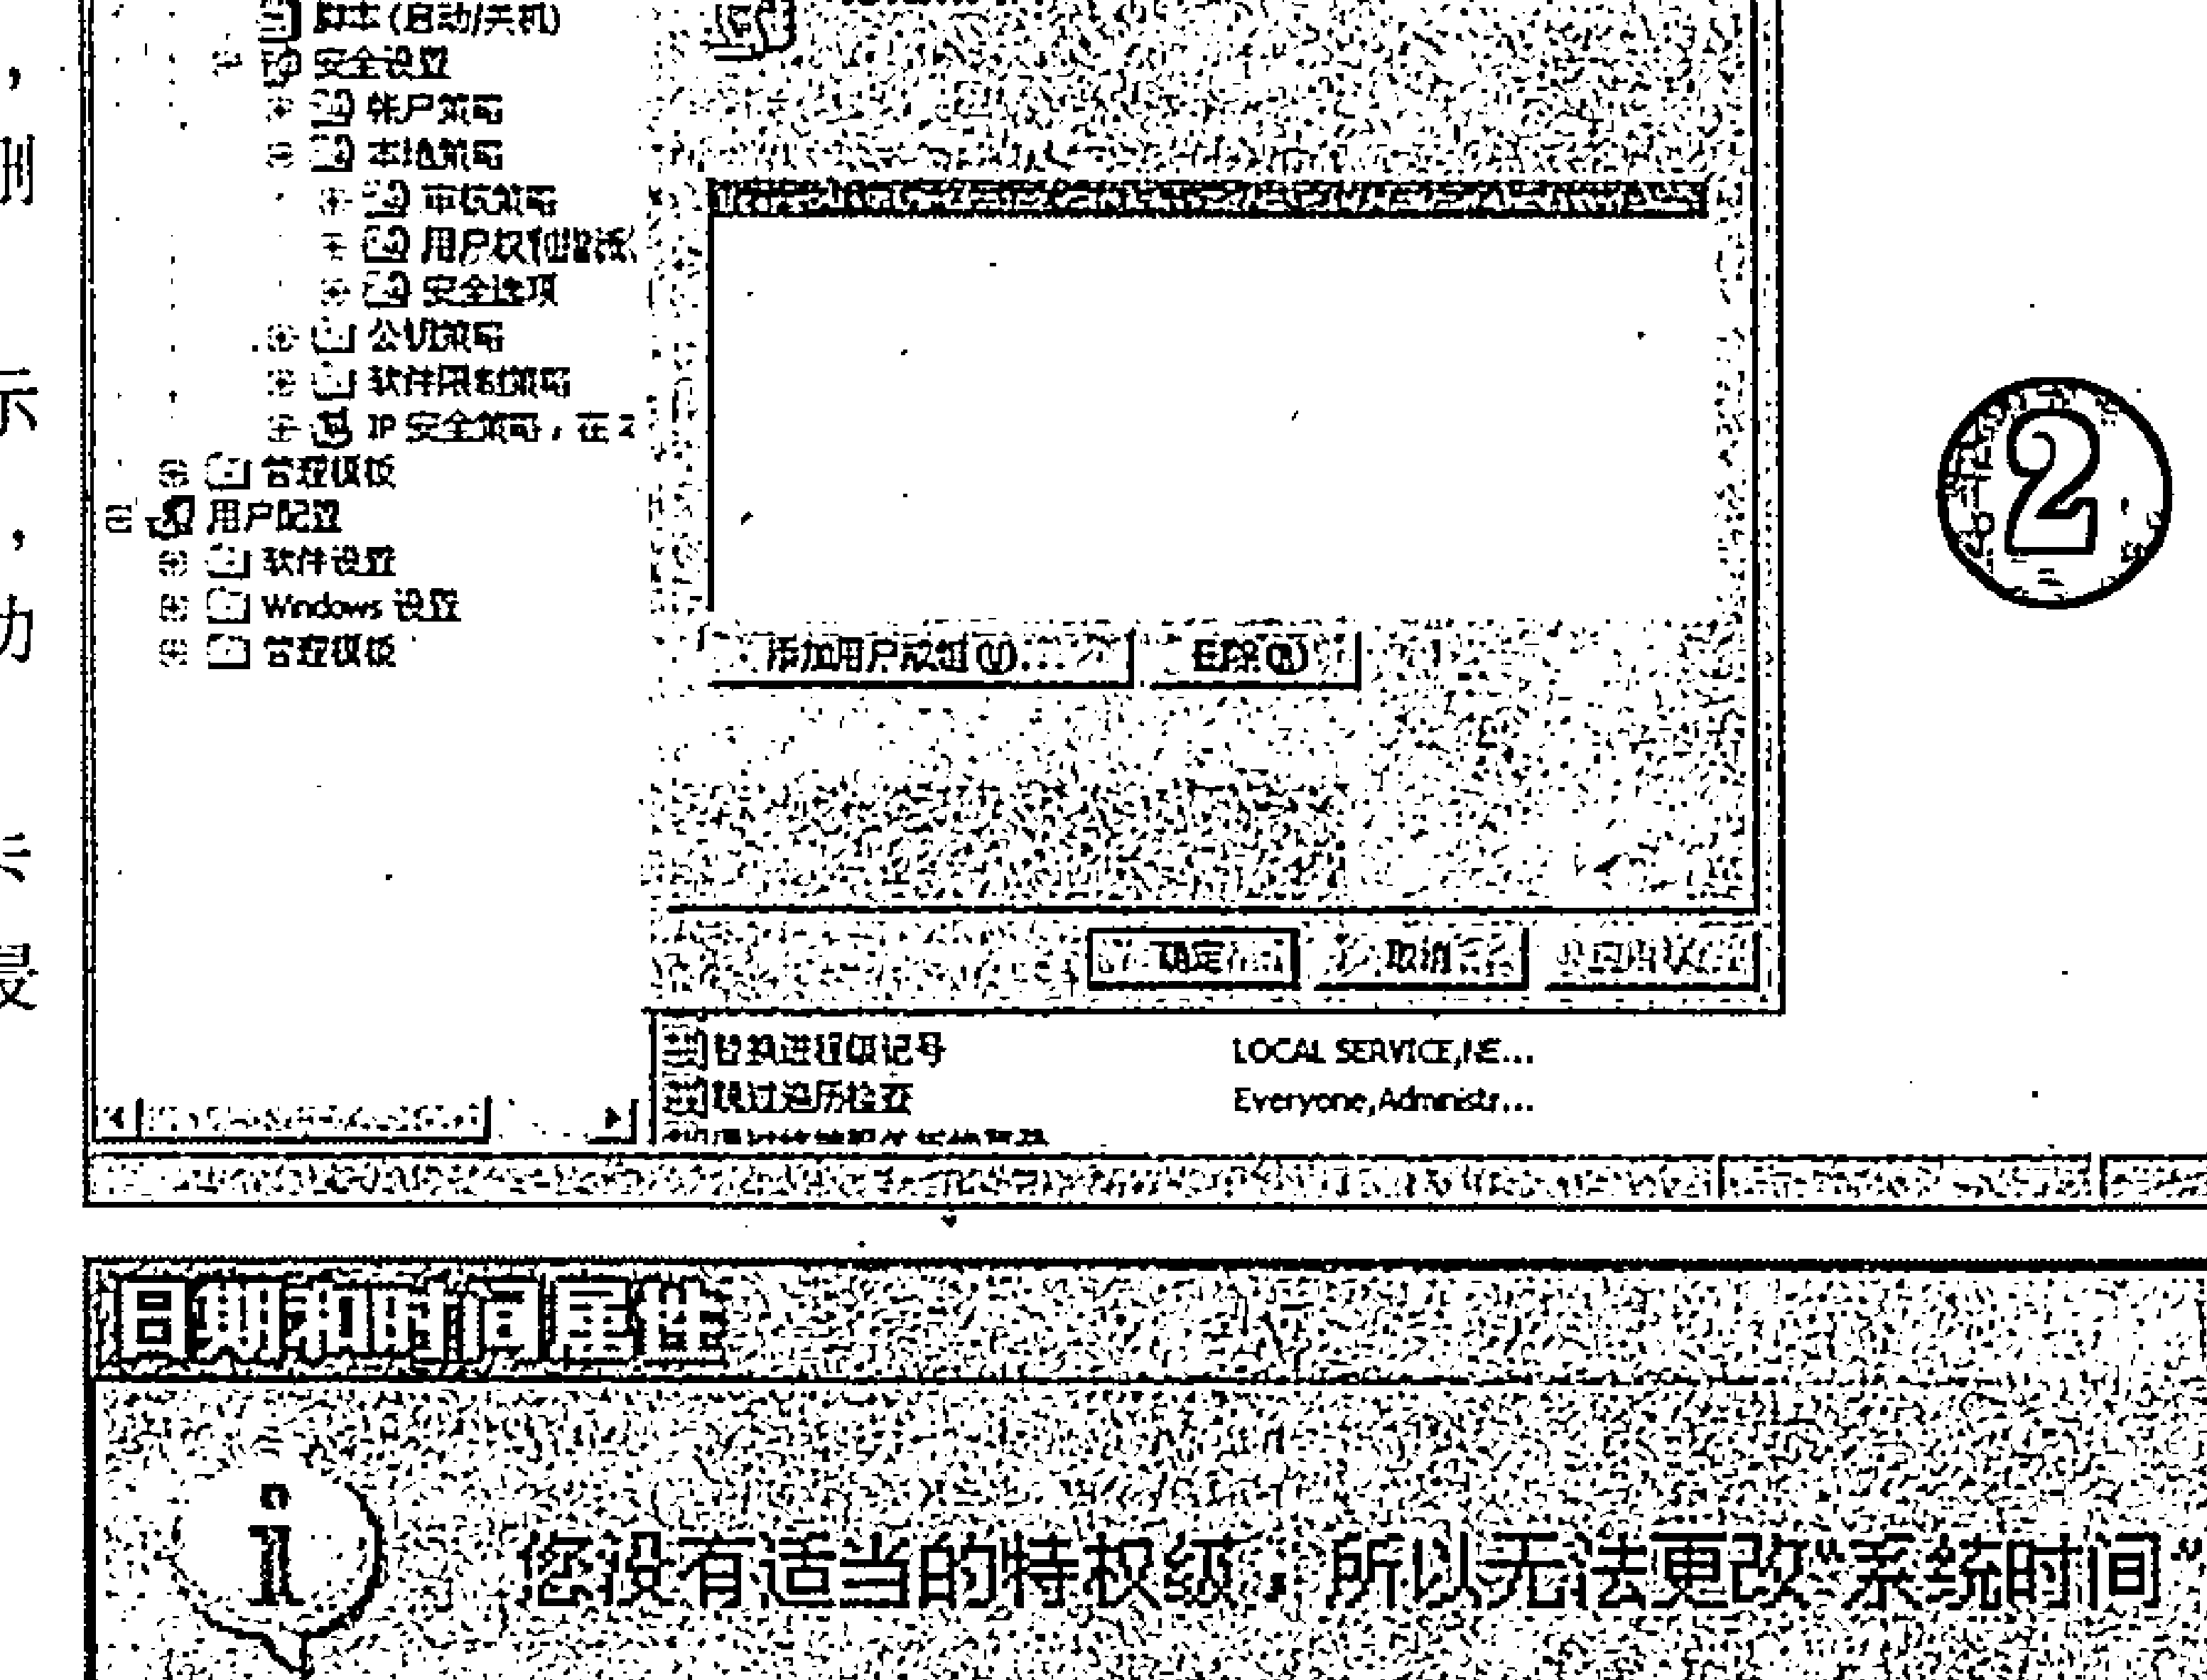 ，
脚本(启动/关机)
安全设置
帐户策略
删
本地策略
审核策略
用户权利指派
安全选项
公钥策略
示
软件限制策略
IP 安全策略，在
管理模板
用户配置
，
软件设置
Windows 设置
管理模板
添加用户或组(U)...
删除(R)
2
确定
取消
替换进程级记号
LOCAL SERVICE,NE...
跳过遍历检查
Everyone,Administr...
日期和时间属性
您没有适当的特权级，所以无法更改“系统时间“